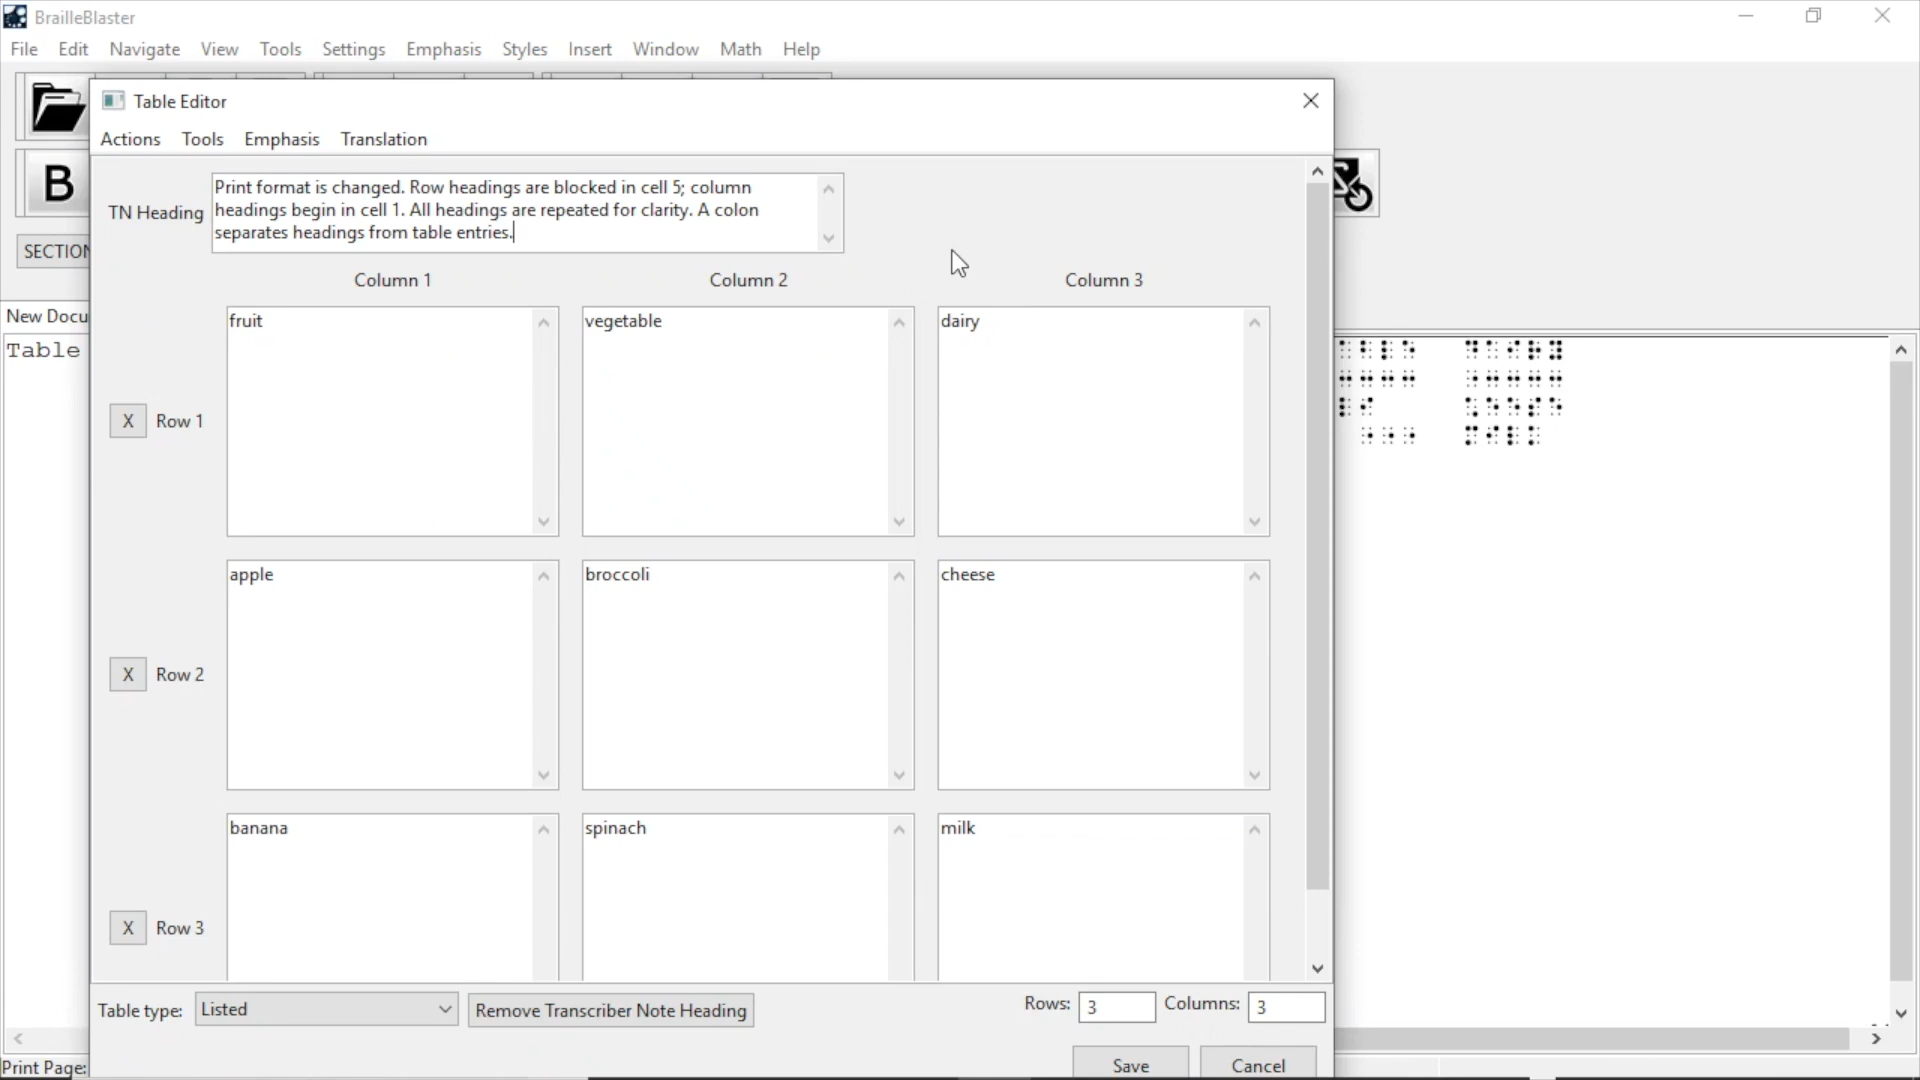 BrailleBlaster
File Edit Navigate View Tools Settings Emphasis Styles Insert Window Math Help
Table Editor
Actions Tools Emphasis Translation
B
TN Heading
Print format is changed. Row headings are blocked in cell 5; column
headings begin in cell 1. All headings are repeated for clarity. A colon
separates headings from table entries.
SECTION
Column 1 Column 2 Column 3
New Docu
Table
fruit vegetable dairy
X Row 1
apple broccoli cheese
X Row 2
banana spinach milk
X Row 3
Table type: Listed Remove Transcriber Note Heading Rows: 3 Columns: 3
Save Cancel
Print Page: